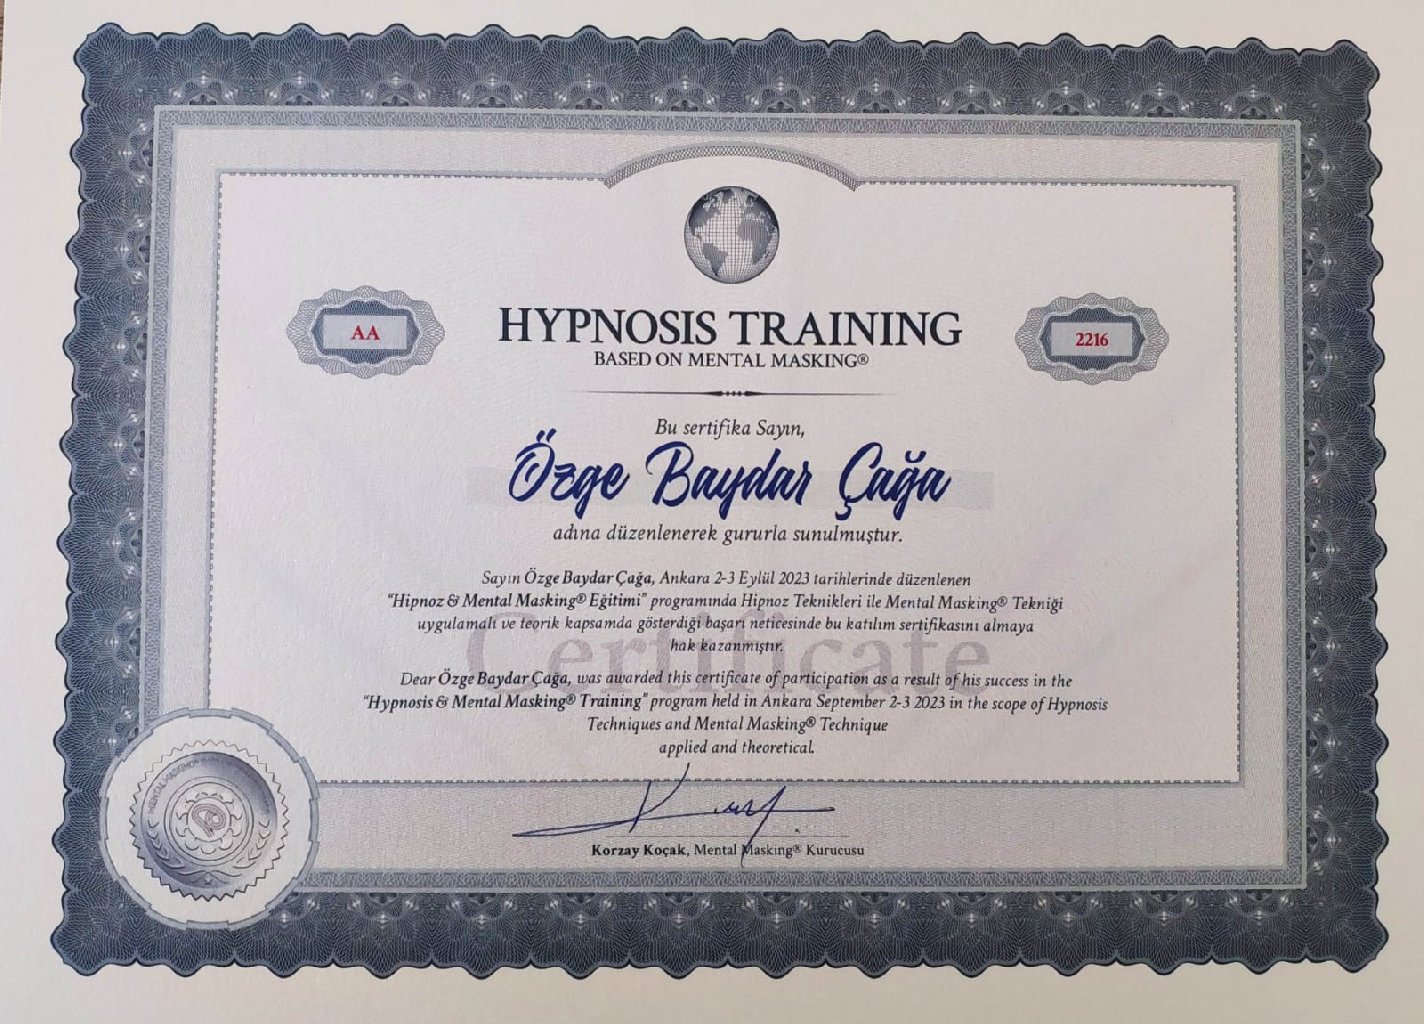 AA
2216
HYPNOSIS TRAINING
BASED ON MENTAL MASKING®
Bu sertifika Sayın,
Özge Baydar Çağa
adına düzenlenerek gururla sunulmuştur.
Certificate
Sayın Özge Baydar Çağa, Ankara 2-3 Eylül 2023 tarihlerinde düzenlenen
"Hipnoz & Mental Masking® Eğitimi" programında Hipnoz Teknikleri ile Mental Masking® Tekniği
uygulamalı ve teorik kapsamda gösterdiği başarı neticesinde bu katılım sertifikasını almaya
hak kazanmıştır.
Dear Özge Baydar Çağa, was awarded this certificate of participation as a result of his success in the
"Hypnosis & Mental Masking® Training" program held in Ankara September 2-3 2023 in the scope of Hypnosis
Techniques and Mental Masking® Technique
applied and theoretical.
Korzay Koçak, Mental Masking® Kurucusu